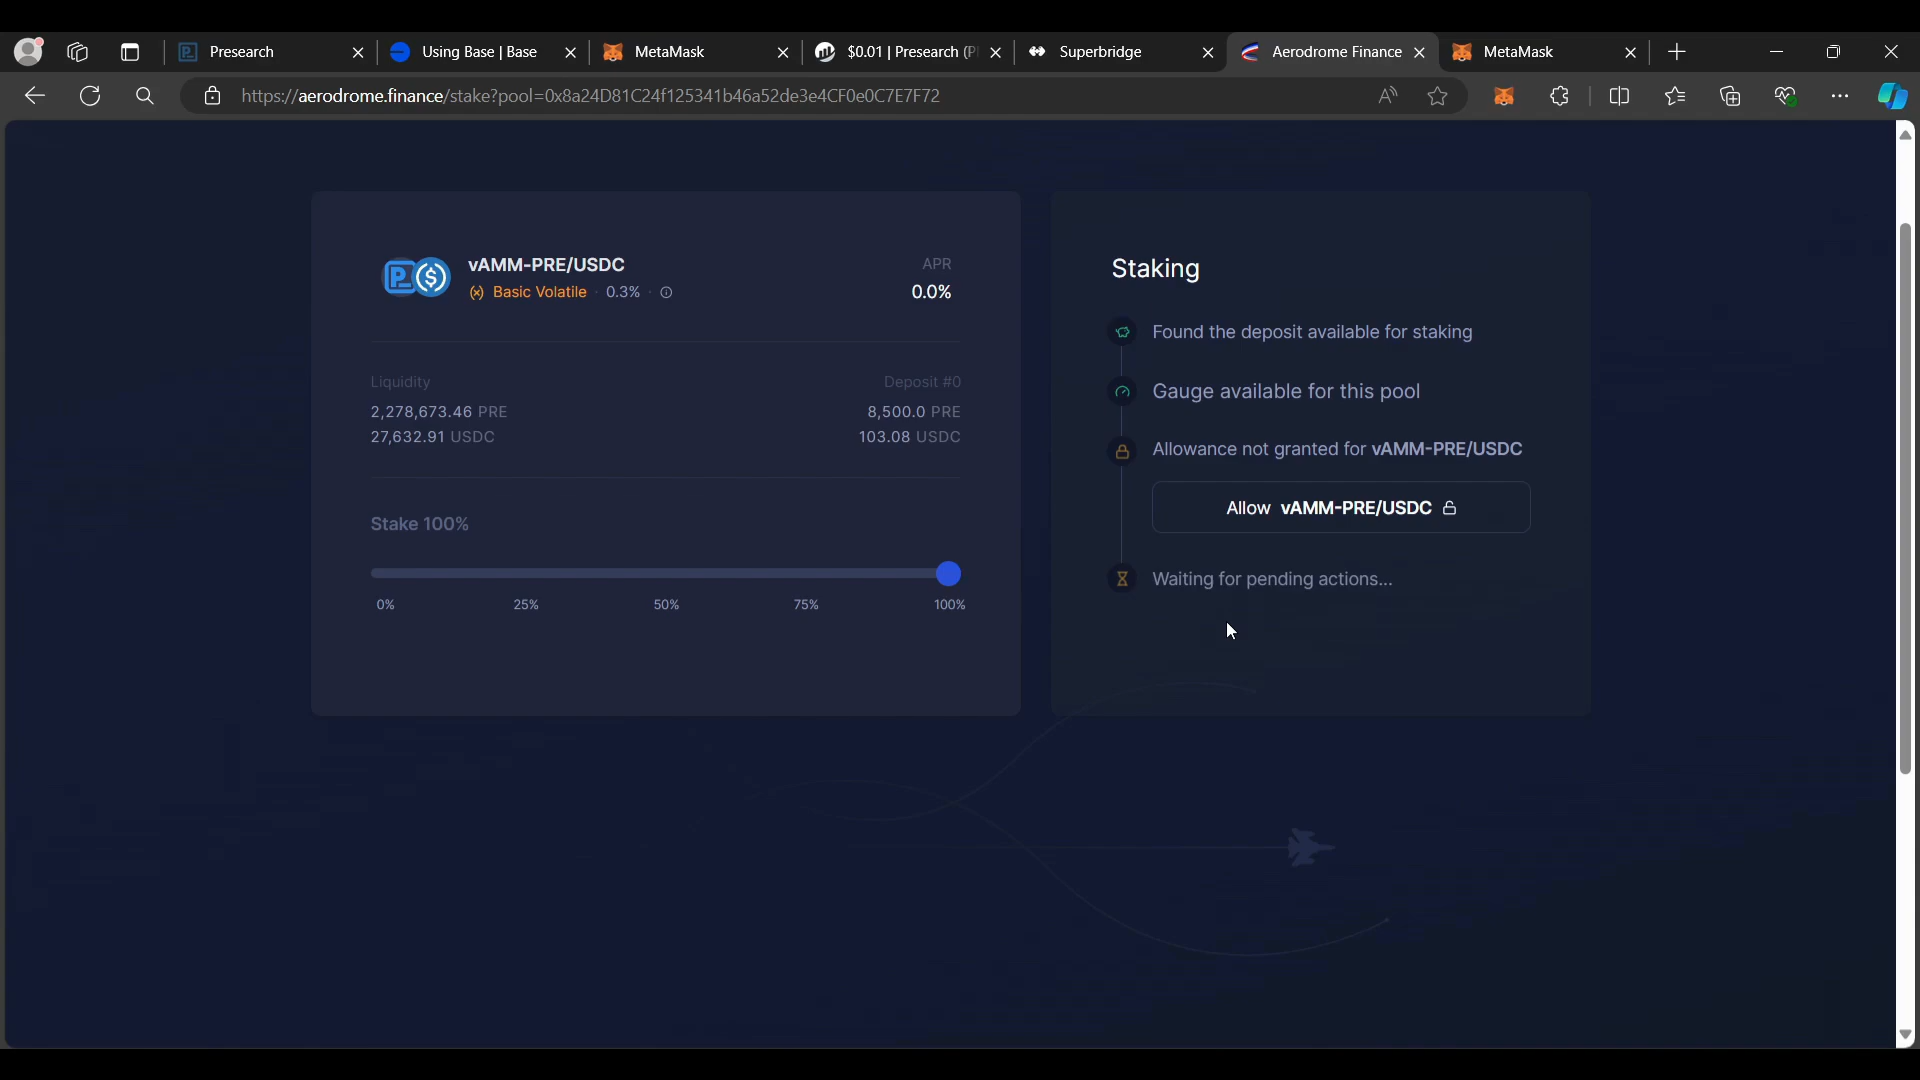 Presearch
Using Base | Base
MetaMask
$0.01 | Presearch (P
Superbridge
Aerodrome Finance
MetaMask
https://aerodrome.finance/stake?pool=0x8a24D81C24f125341b46a52de3e4CF0e0C7E7F72
vAMM-PRE/USDC
Basic Volatile · 0.3% ·
APR
0.0%
Liquidity
Deposit #0
2,278,673.46 PRE
8,500.0 PRE
27,632.91 USDC
103.08 USDC
Stake 100%
0%
25%
50%
75%
100%
Staking
Found the deposit available for staking
Gauge available for this pool
Allowance not granted for vAMM-PRE/USDC
Allow vAMM-PRE/USDC
Waiting for pending actions...